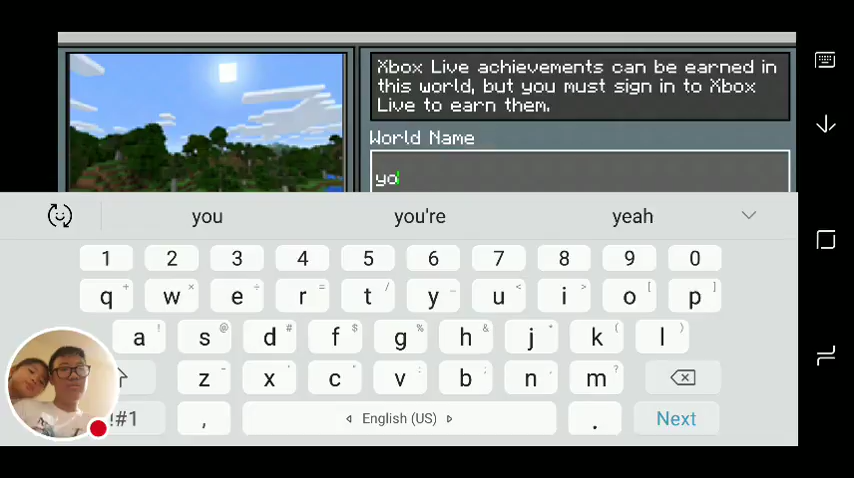 Xbox Live achievements can be earned in
this world, but you must sign in to Xbox
Live to earn them.
World Name
yo
you you're yeah
1 2 3 4 5 6 7 8 9 0
q + w × e ÷ r = t / y _ u < i > o [ p ]
a ! s @ d # f $ g % h & j * k ( l )
z - x ' c " v : b ; n , m ?
!#1 , English (US) . Next